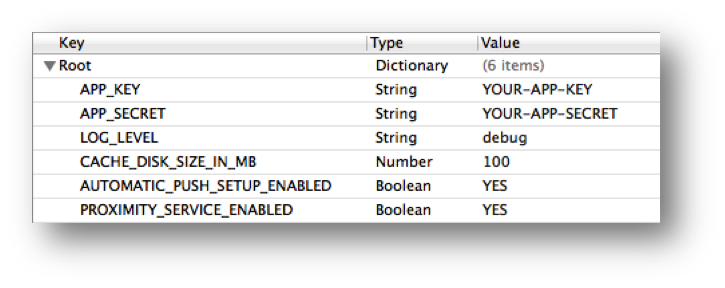 Key Type Value
Root Dictionary (6 items)
APP_KEY String YOUR-APP-KEY
APP_SECRET String YOUR-APP-SECRET
LOG_LEVEL String debug
CACHE_DISK_SIZE_IN_MB Number 100
AUTOMATIC_PUSH_SETUP_ENABLED Boolean YES
PROXIMITY_SERVICE_ENABLED Boolean YES